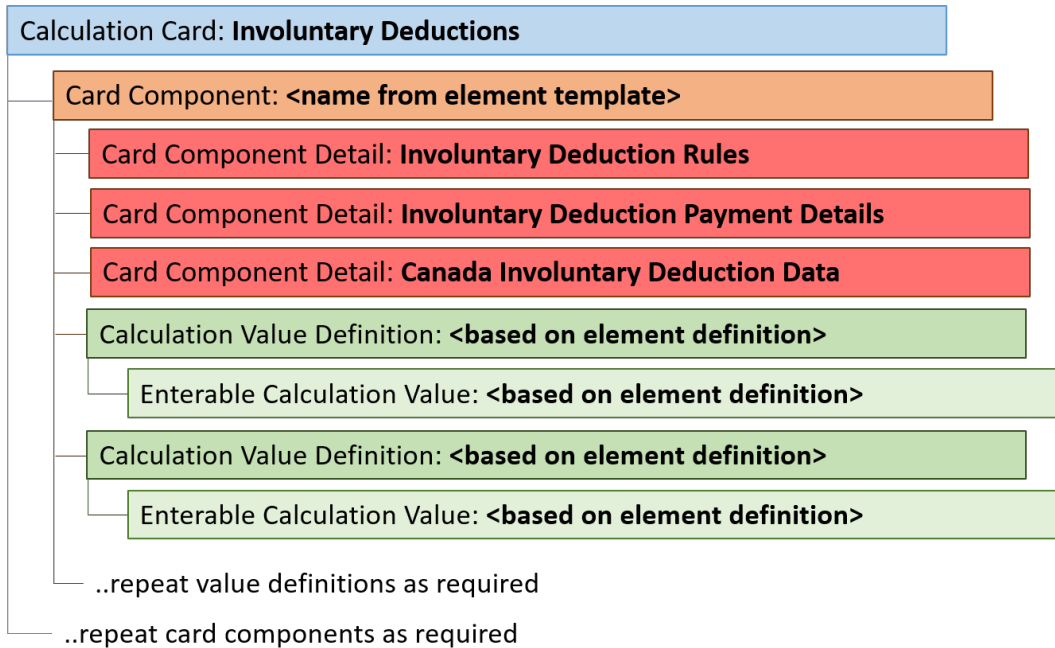 Calculation Card: Involuntary Deductions
Card Component: <name from element template>
Card Component Detail: Involuntary Deduction Rules
Card Component Detail: Involuntary Deduction Payment Details
Card Component Detail: Canada Involuntary Deduction Data
Calculation Value Definition: <based on element definition>
Enterable Calculation Value: <based on element definition>
Calculation Value Definition: <based on element definition>
Enterable Calculation Value: <based on element definition>
..repeat value definitions as required
..repeat card components as required